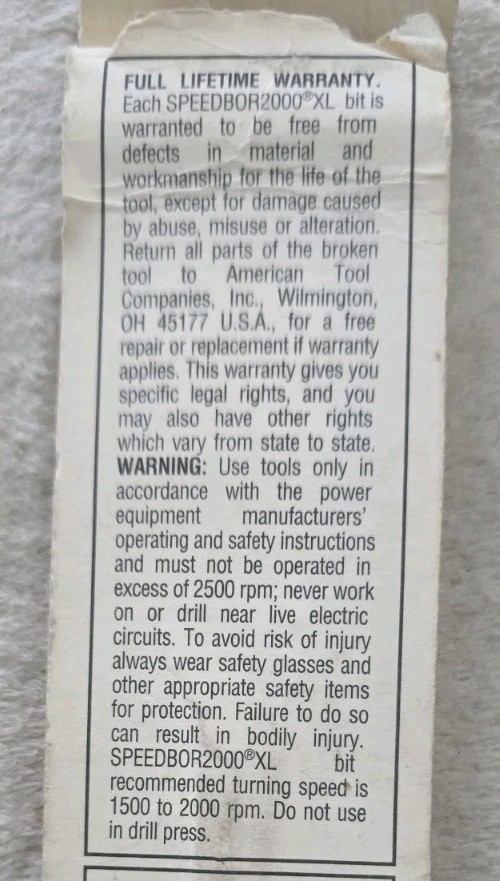 FULL LIFETIME WARRANTY.
Each SPEEDBOR2000®XL bit is
warranted to be free from
defects in material and
workmanship for the life of the
tool, except for damage caused
by abuse, misuse or alteration.
Return all parts of the broken
tool to American Tool
Companies, Inc., Wilmington,
OH 45177 U.S.A., for a free
repair or replacement if warranty
applies. This warranty gives you
specific legal rights, and you
may also have other rights
which vary from state to state.
WARNING: Use tools only in
accordance with the power
equipment manufacturers'
operating and safety instructions
and must not be operated in
excess of 2500 rpm; never work
on or drill near live electric
circuits. To avoid risk of injury
always wear safety glasses and
other appropriate safety items
for protection. Failure to do so
can result in bodily injury.
SPEEDBOR2000®XL bit
recommended turning speed is
1500 to 2000 rpm. Do not use
in drill press.